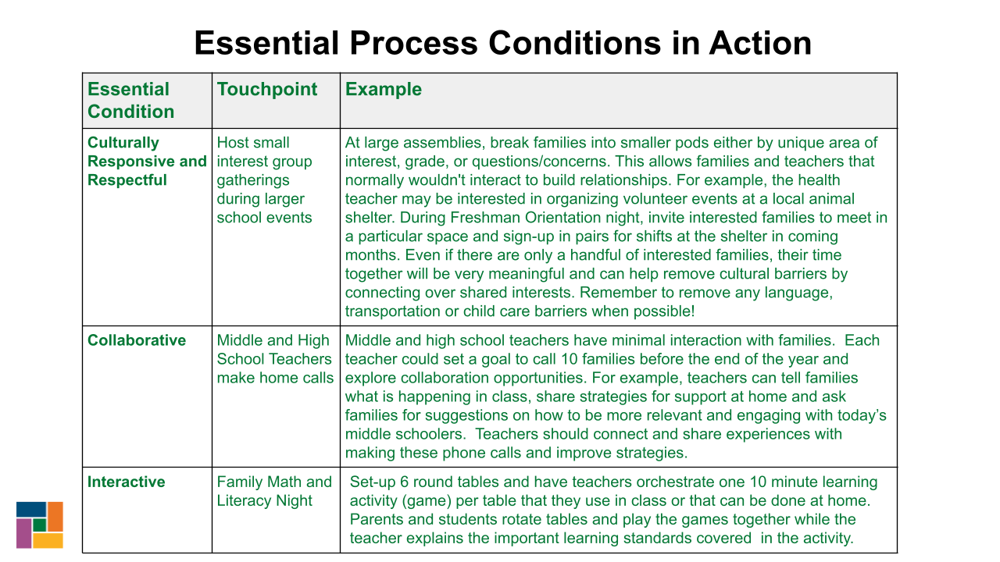 Essential Process Conditions in Action
Essential
Condition
Touchpoint
Example
Culturally
Responsive and
Respectful
Host small
interest group
gatherings
during larger
school events
At large assemblies, break families into smaller pods either by unique area of
interest, grade, or questions/concerns. This allows families and teachers that
normally wouldn't interact to build relationships. For example, the health
teacher may be interested in organizing volunteer events at a local animal
shelter. During Freshman Orientation night, invite interested families to meet in
a particular space and sign-up in pairs for shifts at the shelter in coming
months. Even if there are only a handful of interested families, their time
together will be very meaningful and can help remove cultural barriers by
connecting over shared interests. Remember to remove any language,
transportation or child care barriers when possible!
Collaborative
Middle and High
School Teachers
make home calls
Middle and high school teachers have minimal interaction with families.  Each
teacher could set a goal to call 10 families before the end of the year and
explore collaboration opportunities. For example, teachers can tell families
what is happening in class, share strategies for support at home and ask
families for suggestions on how to be more relevant and engaging with today’s
middle schoolers.  Teachers should connect and share experiences with
making these phone calls and improve strategies.
Interactive
Family Math and
Literacy Night
Set-up 6 round tables and have teachers orchestrate one 10 minute learning
activity (game) per table that they use in class or that can be done at home.
Parents and students rotate tables and play the games together while the
teacher explains the important learning standards covered  in the activity.